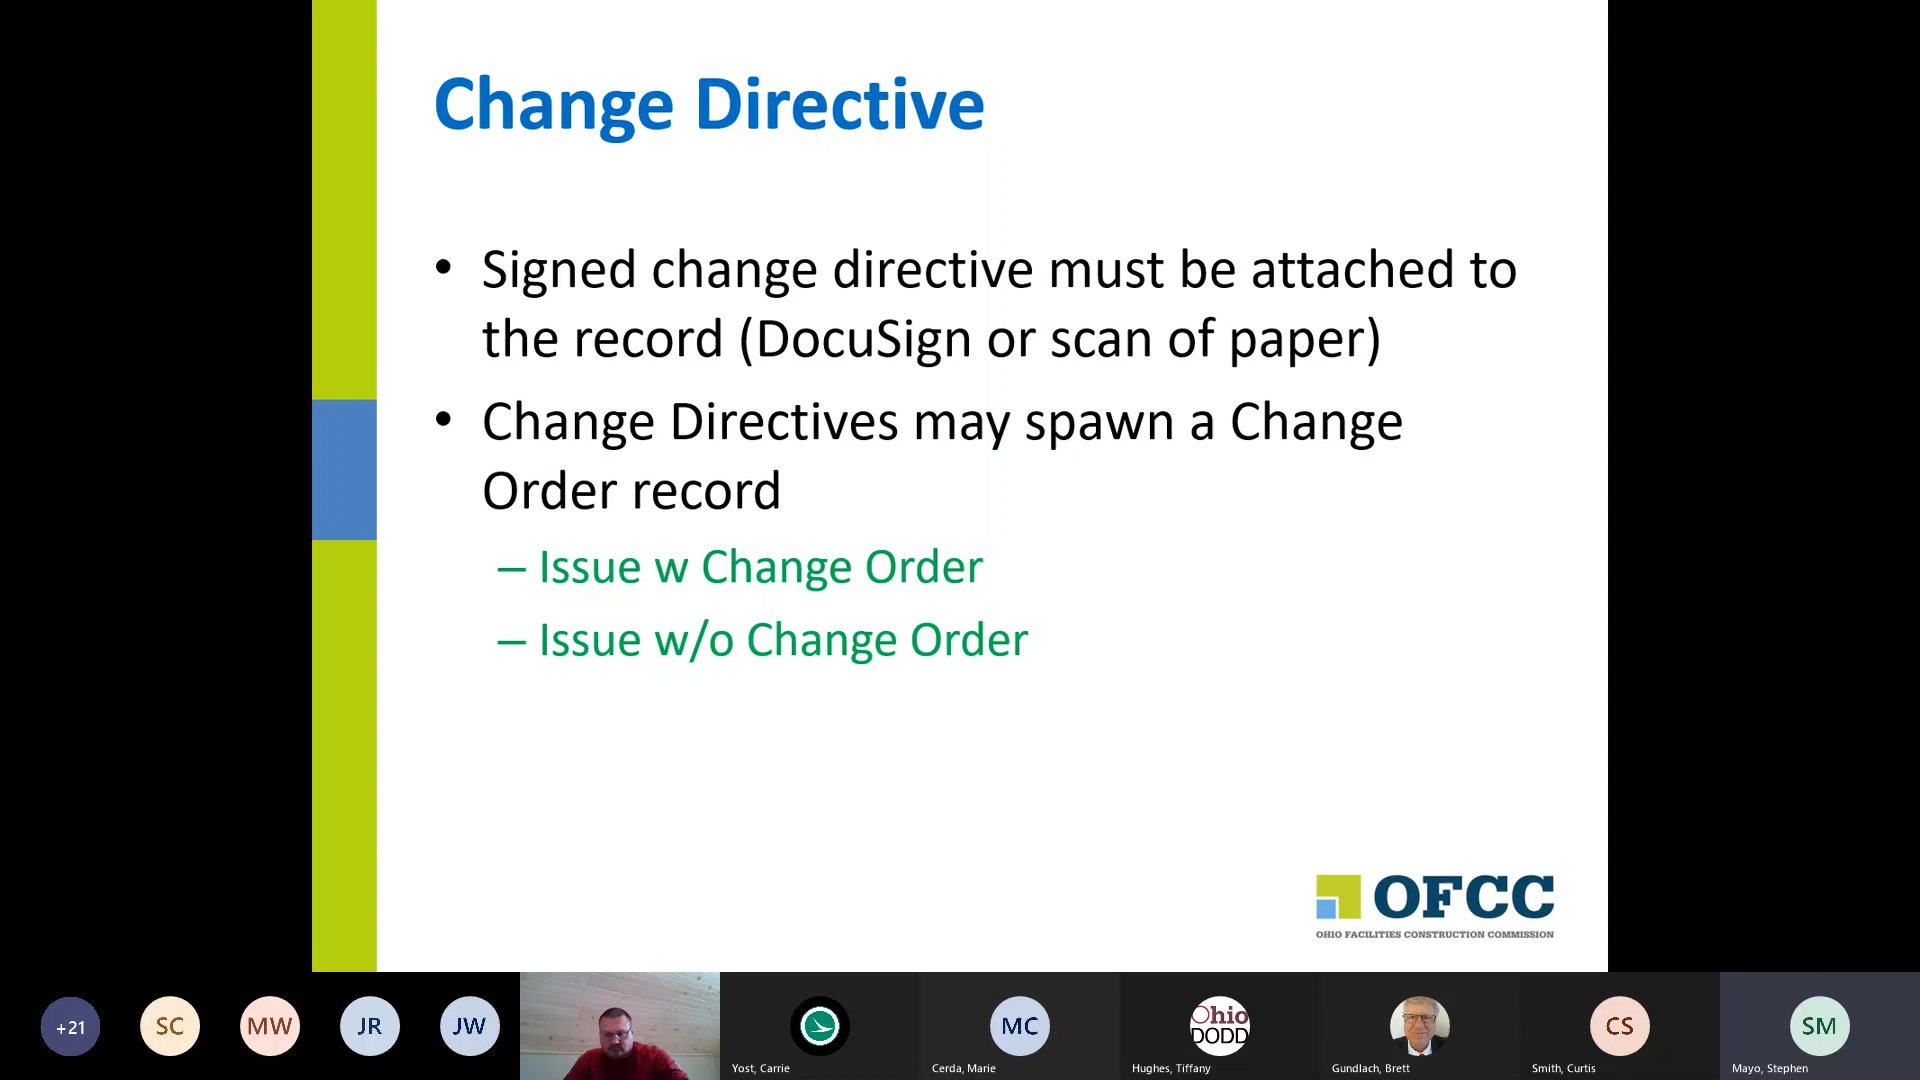 Change Directive
• Signed change directive must be attached to
the record (DocuSign or scan of paper)
• Change Directives may spawn a Change
Order record
– Issue w Change Order
– Issue w/o Change Order
OFCC
OHIO FACILITIES CONSTRUCTION COMMISSION
+21
SC
MW
JR
JW
MC
Ohio
DODD
CS
SM
Yost, Carrie
Cerda, Marie
Hughes, Tiffany
Gundlach, Brett
Smith, Curtis
Mayo, Stephen